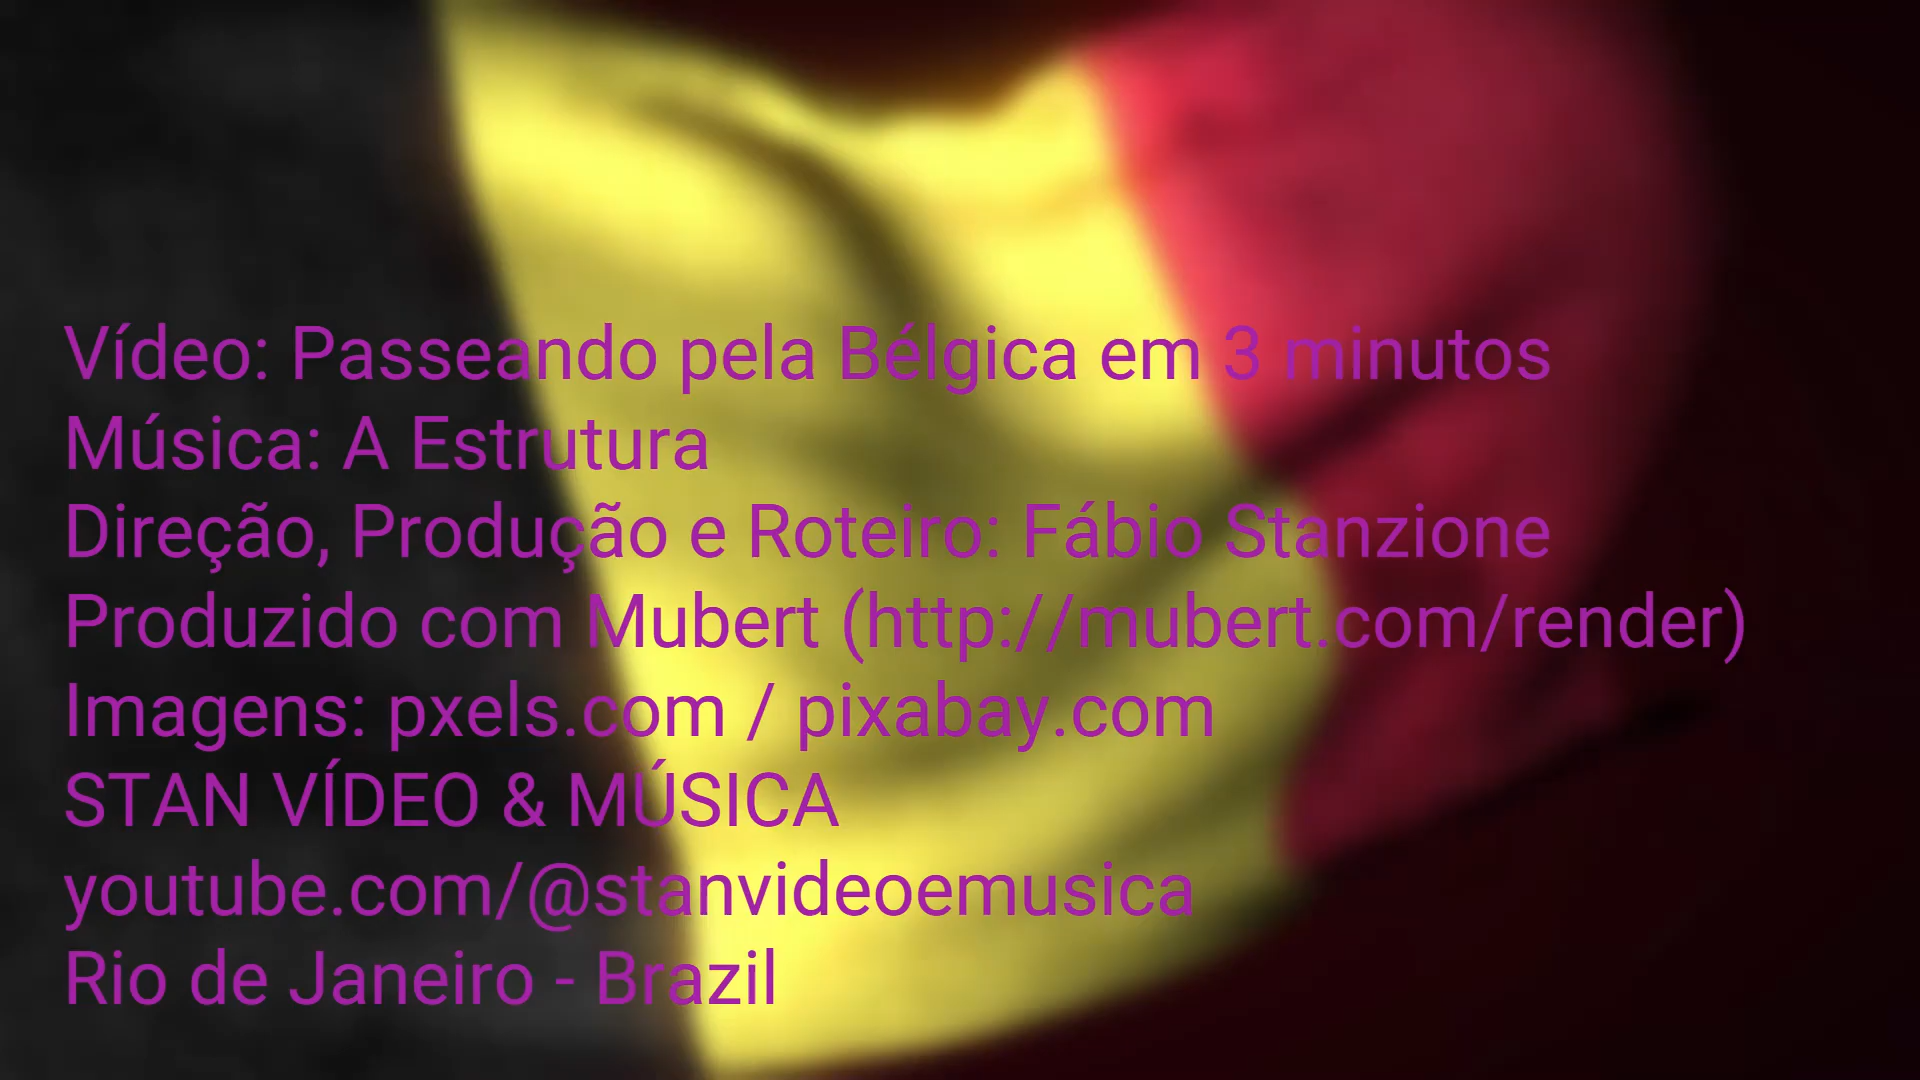 Vídeo: Passeando pela Bélgica em 3 minutos
Música: A Estrutura
Direção, Produção e Roteiro: Fábio Stanzione
Produzido com Mubert (http://mubert.com/render)
Imagens: pxels.com / pixabay.com
STAN VÍDEO & MÚSICA
youtube.com/@stanvideoemusica
Rio de Janeiro - Brazil